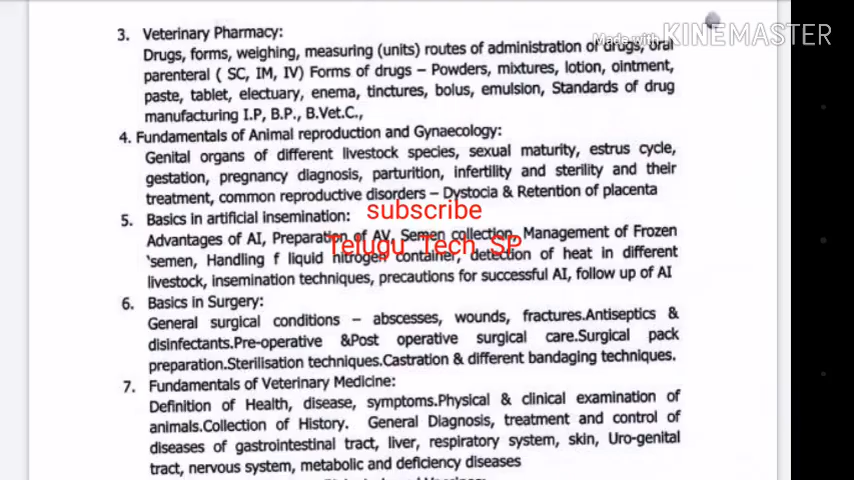 3. Veterinary Pharmacy:
Made with KINEMASTER
Drugs, forms, weighing, measuring (units) routes of administration of drugs, oral
parenteral ( SC, IM, IV) Forms of drugs – Powders, mixtures, lotion, ointment,
paste, tablet, electuary, enema, tinctures, bolus, emulsion, Standards of drug
manufacturing I.P, B.P., B.Vet.C.,
4. Fundamentals of Animal reproduction and Gynaecology:
Genital organs of different livestock species, sexual maturity, estrus cycle,
gestation, pregnancy diagnosis, parturition, infertility and sterility and their
treatment, common reproductive disorders – Dystocia & Retention of placenta
5. Basics in artificial insemination:
subscribe
Advantages of AI, Preparation of AV, Semen collection, Management of Frozen
Telugu Tech SP
'semen, Handling f liquid nitrogen container, detection of heat in different
livestock, insemination techniques, precautions for successful AI, follow up of AI
6. Basics in Surgery:
General surgical conditions – abscesses, wounds, fractures.Antiseptics &
disinfectants.Pre-operative &Post operative surgical care.Surgical pack
preparation.Sterilisation techniques.Castration & different bandaging techniques.
7. Fundamentals of Veterinary Medicine:
Definition of Health, disease, symptoms.Physical & clinical examination of
animals.Collection of History. General Diagnosis, treatment and control of
diseases of gastrointestinal tract, liver, respiratory system, skin, Uro-genital
tract, nervous system, metabolic and deficiency diseases